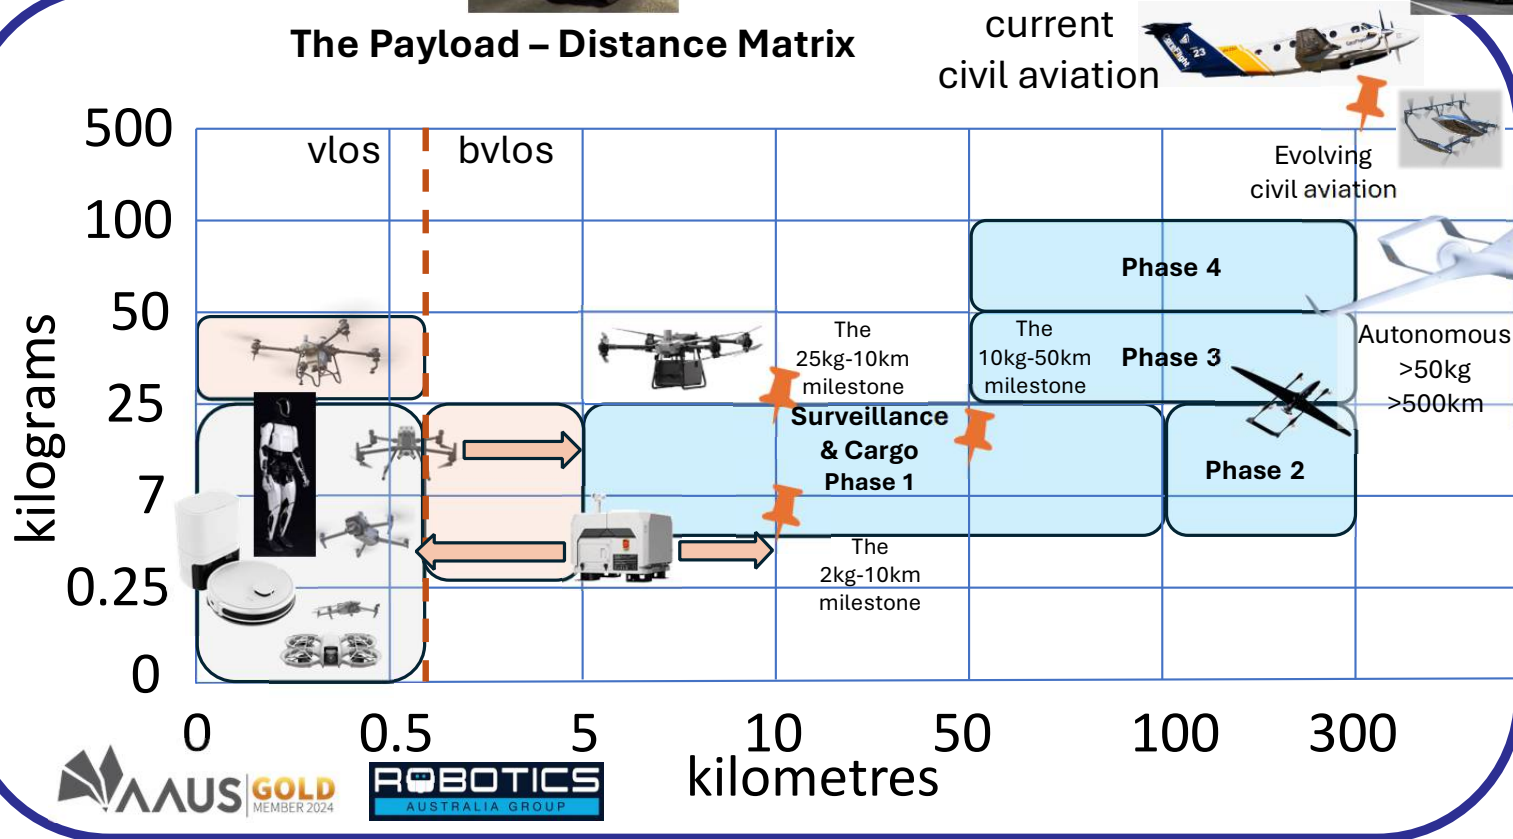 The Payload – Distance Matrix
current
civil aviation
500
vlos
bvlos
Evolving
civil aviation
100
Phase 4
50
The
25kg-10km
milestone
The
10kg-50km
milestone
Phase 3
Autonomous
>50kg
>500km
25
Surveillance
& Cargo
Phase 1
Phase 2
7
The
2kg-10km
milestone
0.25
0
kilograms
0
0.5
5
10
50
100
300
kilometres
AAUS
GOLD
MEMBER 2024
ROBOTICS
AUSTRALIA GROUP